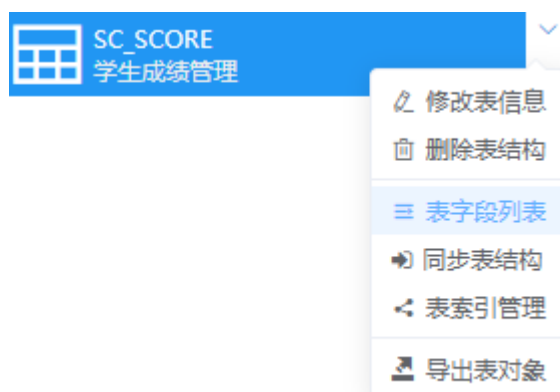 SC_SCORE
学生成绩管理
修改表信息
删除表结构
表字段列表
同步表结构
表索引管理
导出表对象